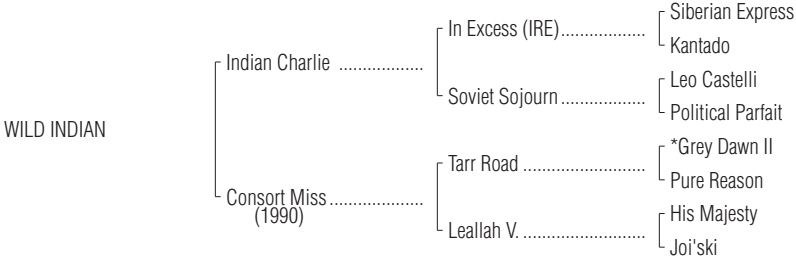 Siberian Express
In Excess (IRE)..................
Kantado
Indian Charlie ..................
Leo Castelli
Soviet Sojourn..................
Political Parfait
WILD INDIAN
*Grey Dawn II
Tarr Road ..........................
Pure Reason
Consort Miss....................
(1990)
His Majesty
Leallah V. ..........................
Joi'ski